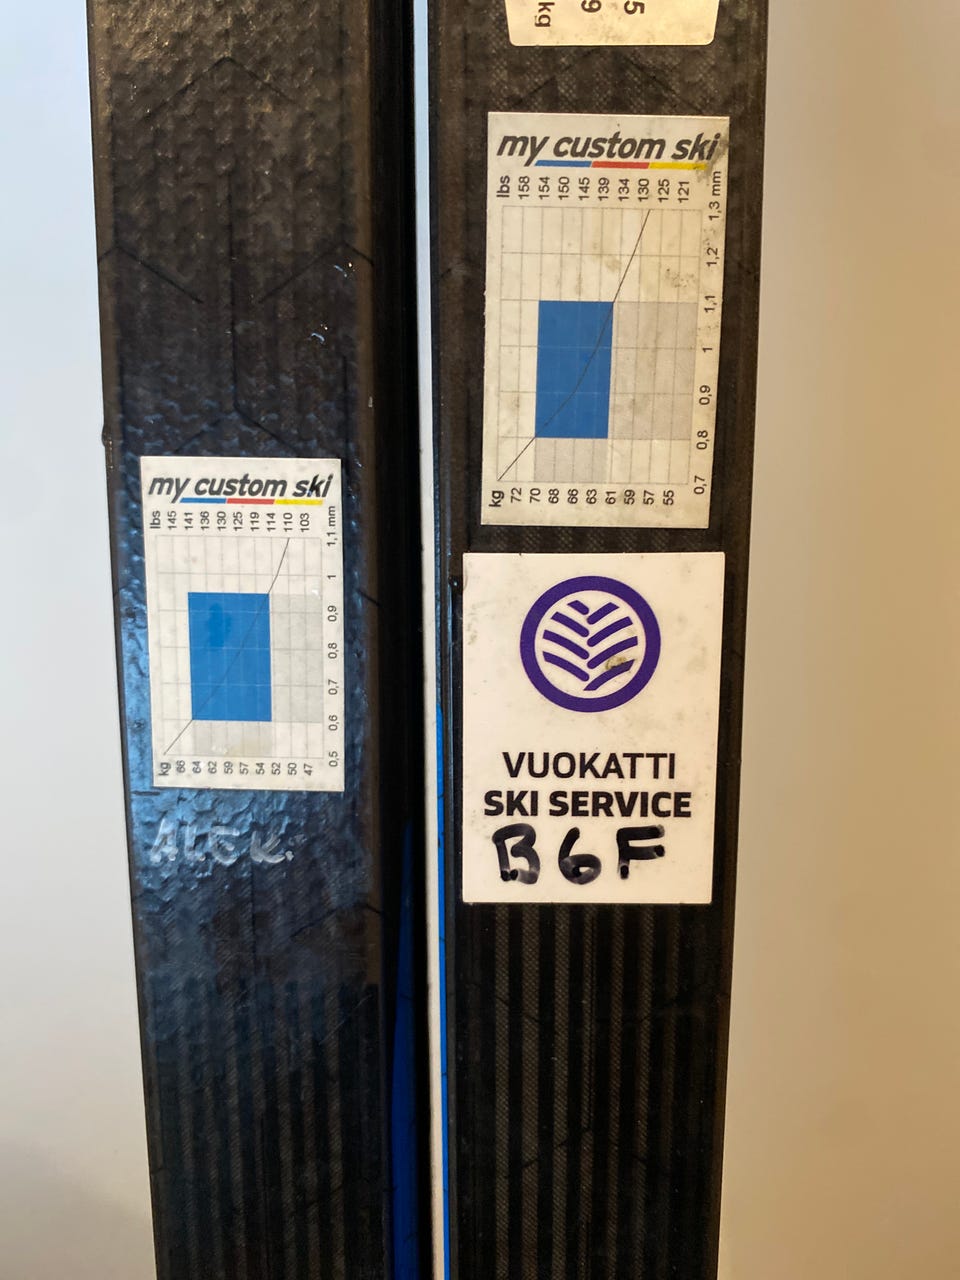 my custom ski
lbs 145 141 136 130 125 119 114 110 103
1,1 mm
1
0,9
0,8
0,7
0,6
0,5
kg 66 64 62 59 57 54 52 50 47
ALEK.
5
9
kg
my custom ski
lbs 158 154 150 145 139 134 130 125 121
1,3 mm
1,2
1,1
1
0,9
0,8
0,7
kg 72 70 68 66 63 61 59 57 55
VUOKATTI
SKI SERVICE
B6F